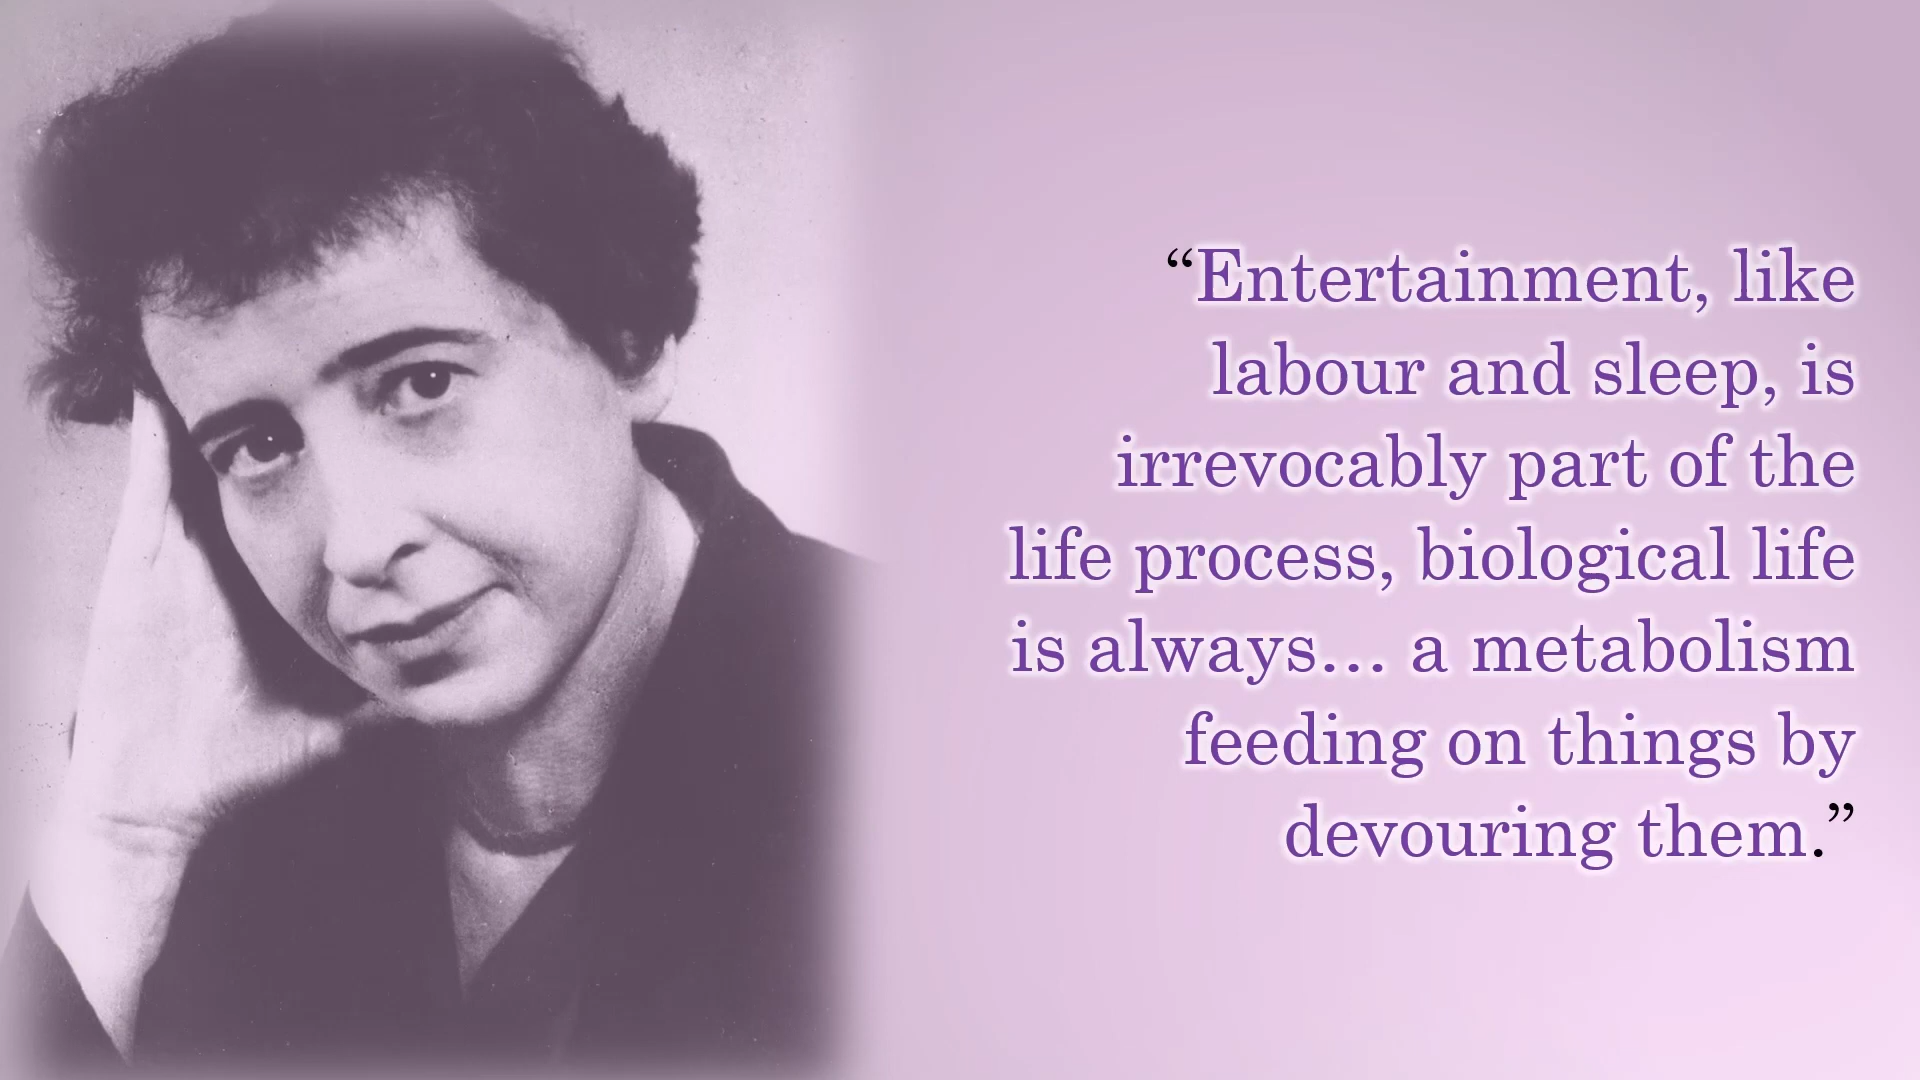 “Entertainment, like
labour and sleep, is
irrevocably part of the
life process, biological life
is always… a metabolism
feeding on things by
devouring them.”